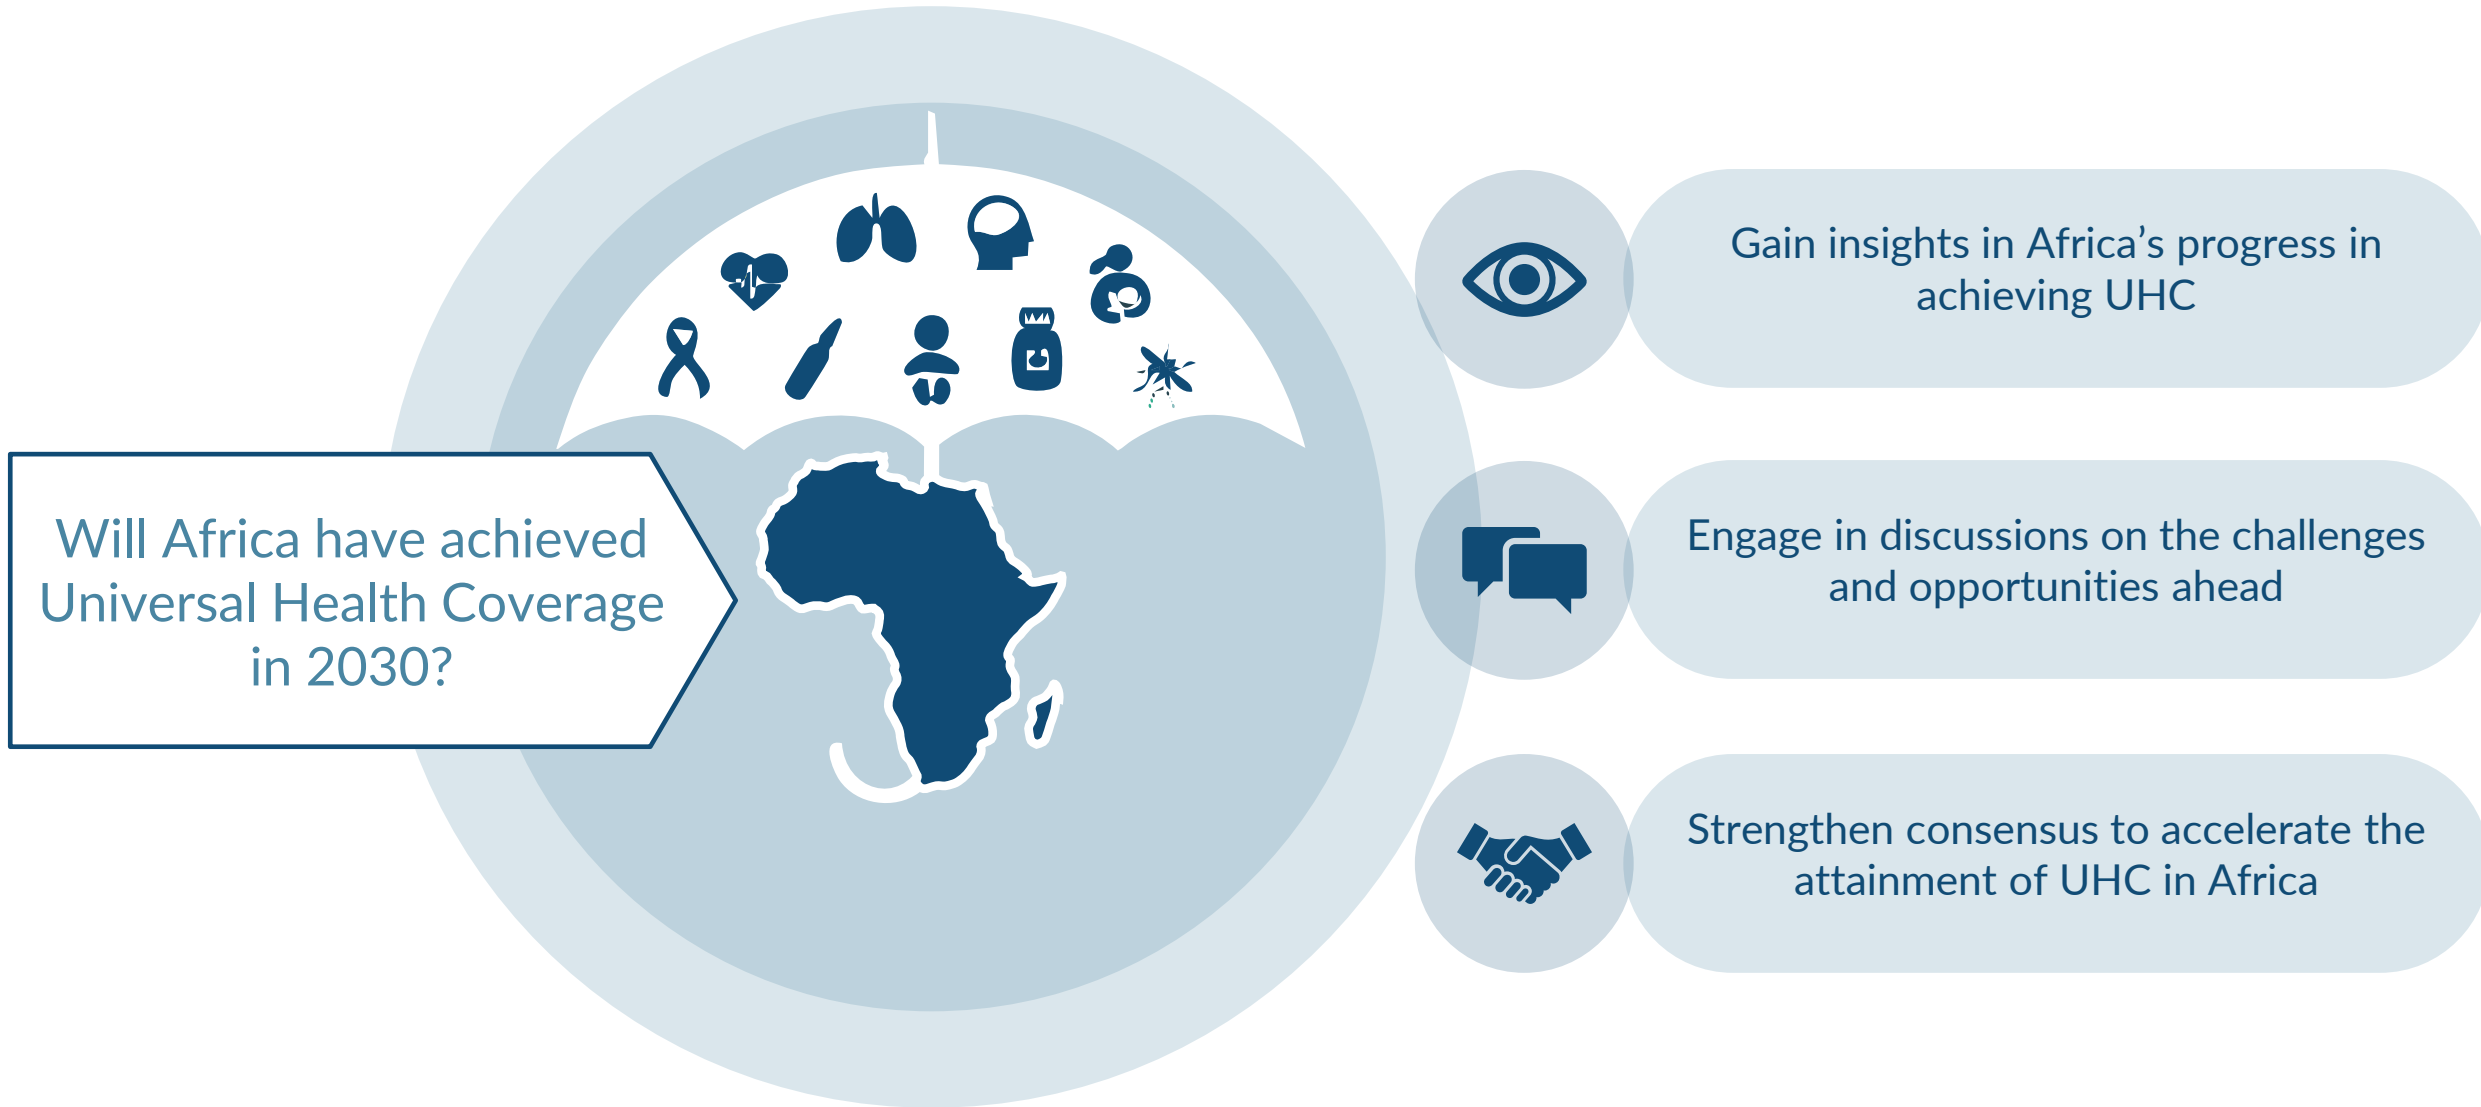 Will Africa have achieved
Universal Health Coverage
in 2030?
Gain insights in Africa’s progress in
achieving UHC
Engage in discussions on the challenges
and opportunities ahead
Strengthen consensus to accelerate the
attainment of UHC in Africa